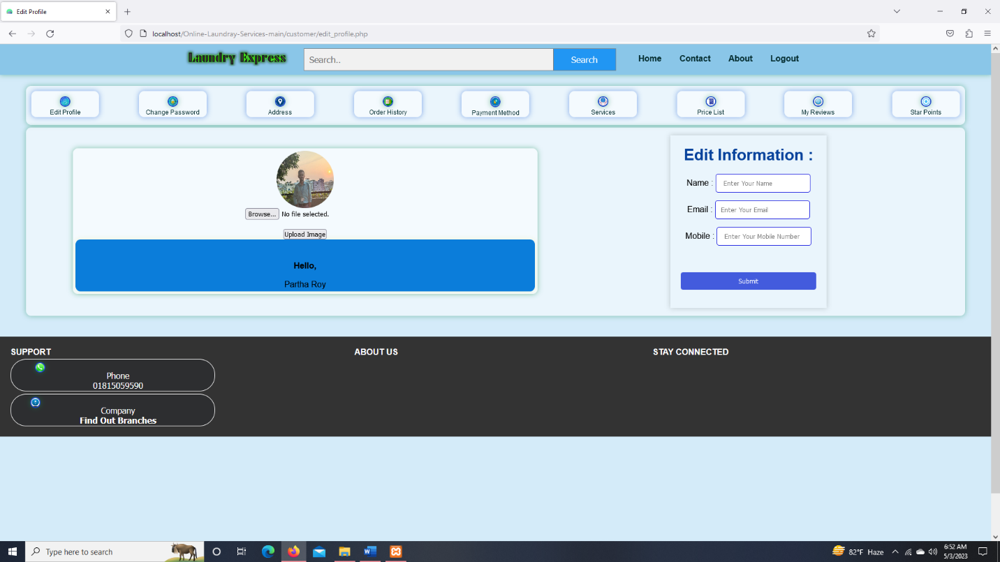 Edit Profile
localhost/Online-Laundray-Services-main/customer/edit_profile.php
Laundry Express
Search..
Search
Home
Contact
About
Logout
Edit Profile
Change Password
Address
Order History
Payment Method
Services
Price List
My Reviews
Star Points
Browse... No file selected.
Upload Image
Hello,
Partha Roy
Edit Information :
Name : Enter Your Name
Email : Enter Your Email
Mobile : Enter Your Mobile Number
Submit
SUPPORT
Phone
01815059590
Company
Find Out Branches
ABOUT US
STAY CONNECTED
Type here to search
82°F Haze
6:52 AM
5/3/2023